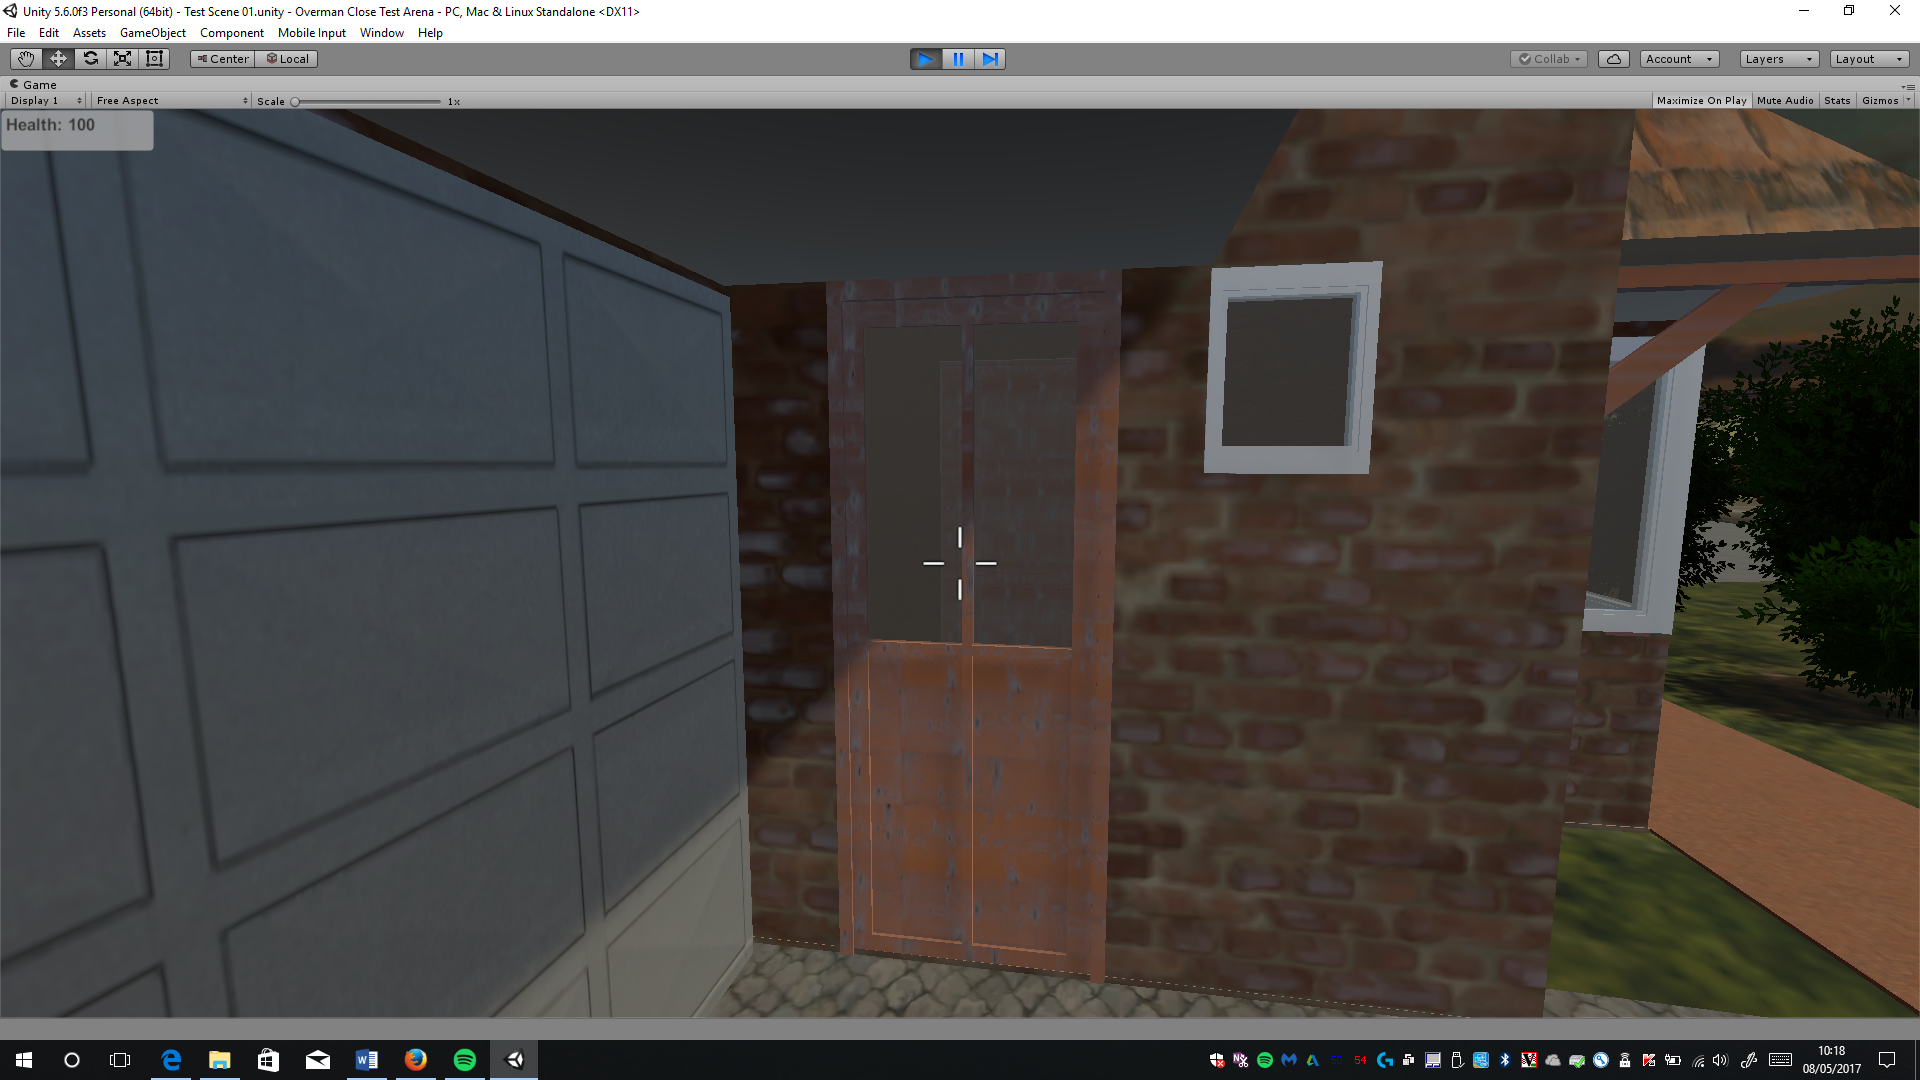 Unity 5.6.0f3 Personal (64bit) - Test Scene 01.unity - Overman Close Test Arena - PC, Mac & Linux Standalone <DX11>
File Edit Assets GameObject Component Mobile Input Window Help
Center Local Collab Account Layers Layout
Game
Display 1 Free Aspect Scale 1x Maximize On Play Mute Audio Stats Gizmos
Health: 100
54
10:18
08/05/2017